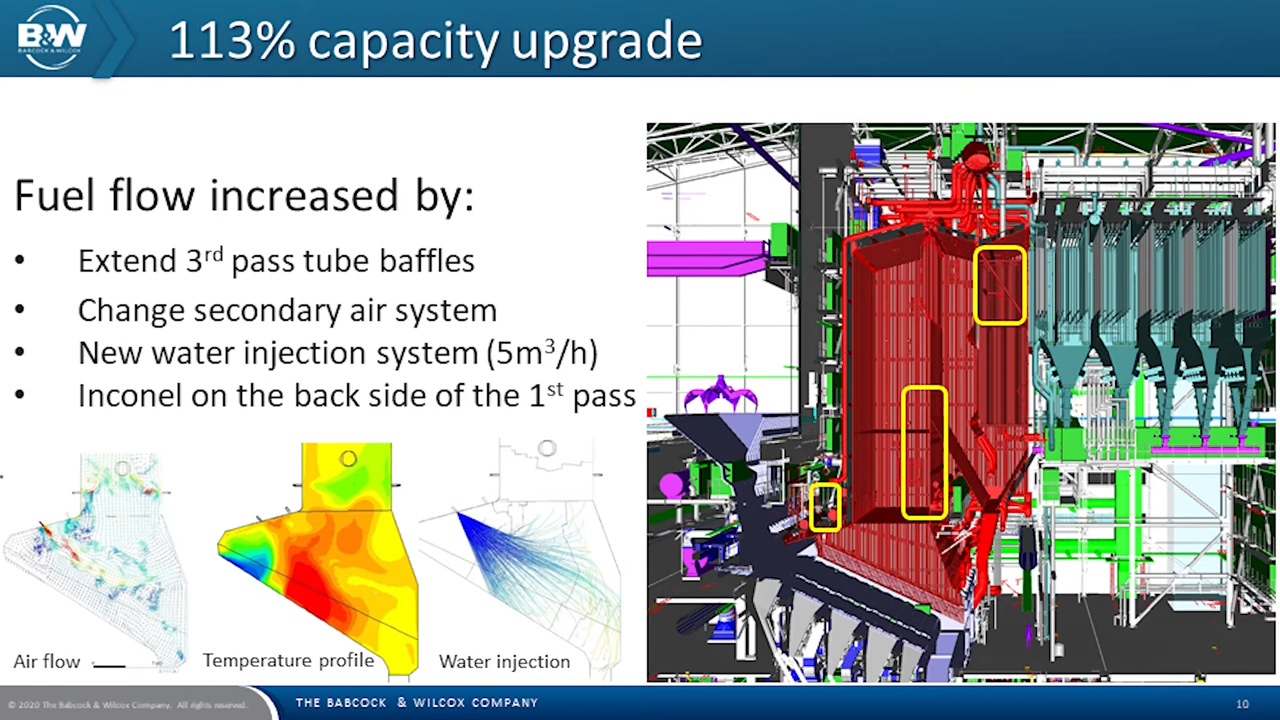 B&W
BABCOCK & WILCOX
113% capacity upgrade
Fuel flow increased by:
• Extend 3rd pass tube baffles
• Change secondary air system
• New water injection system (5m³/h)
• Inconel on the back side of the 1st pass
Air flow
Temperature profile
Water injection
© 2020 The Babcock & Wilcox Company. All rights reserved.
THE BABCOCK & WILCOX COMPANY
10